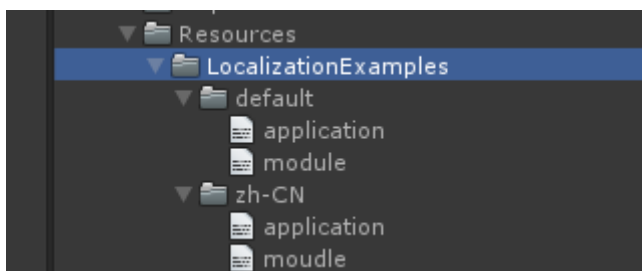 Resources
LocalizationExamples
default
application
module
zh-CN
application
moudle